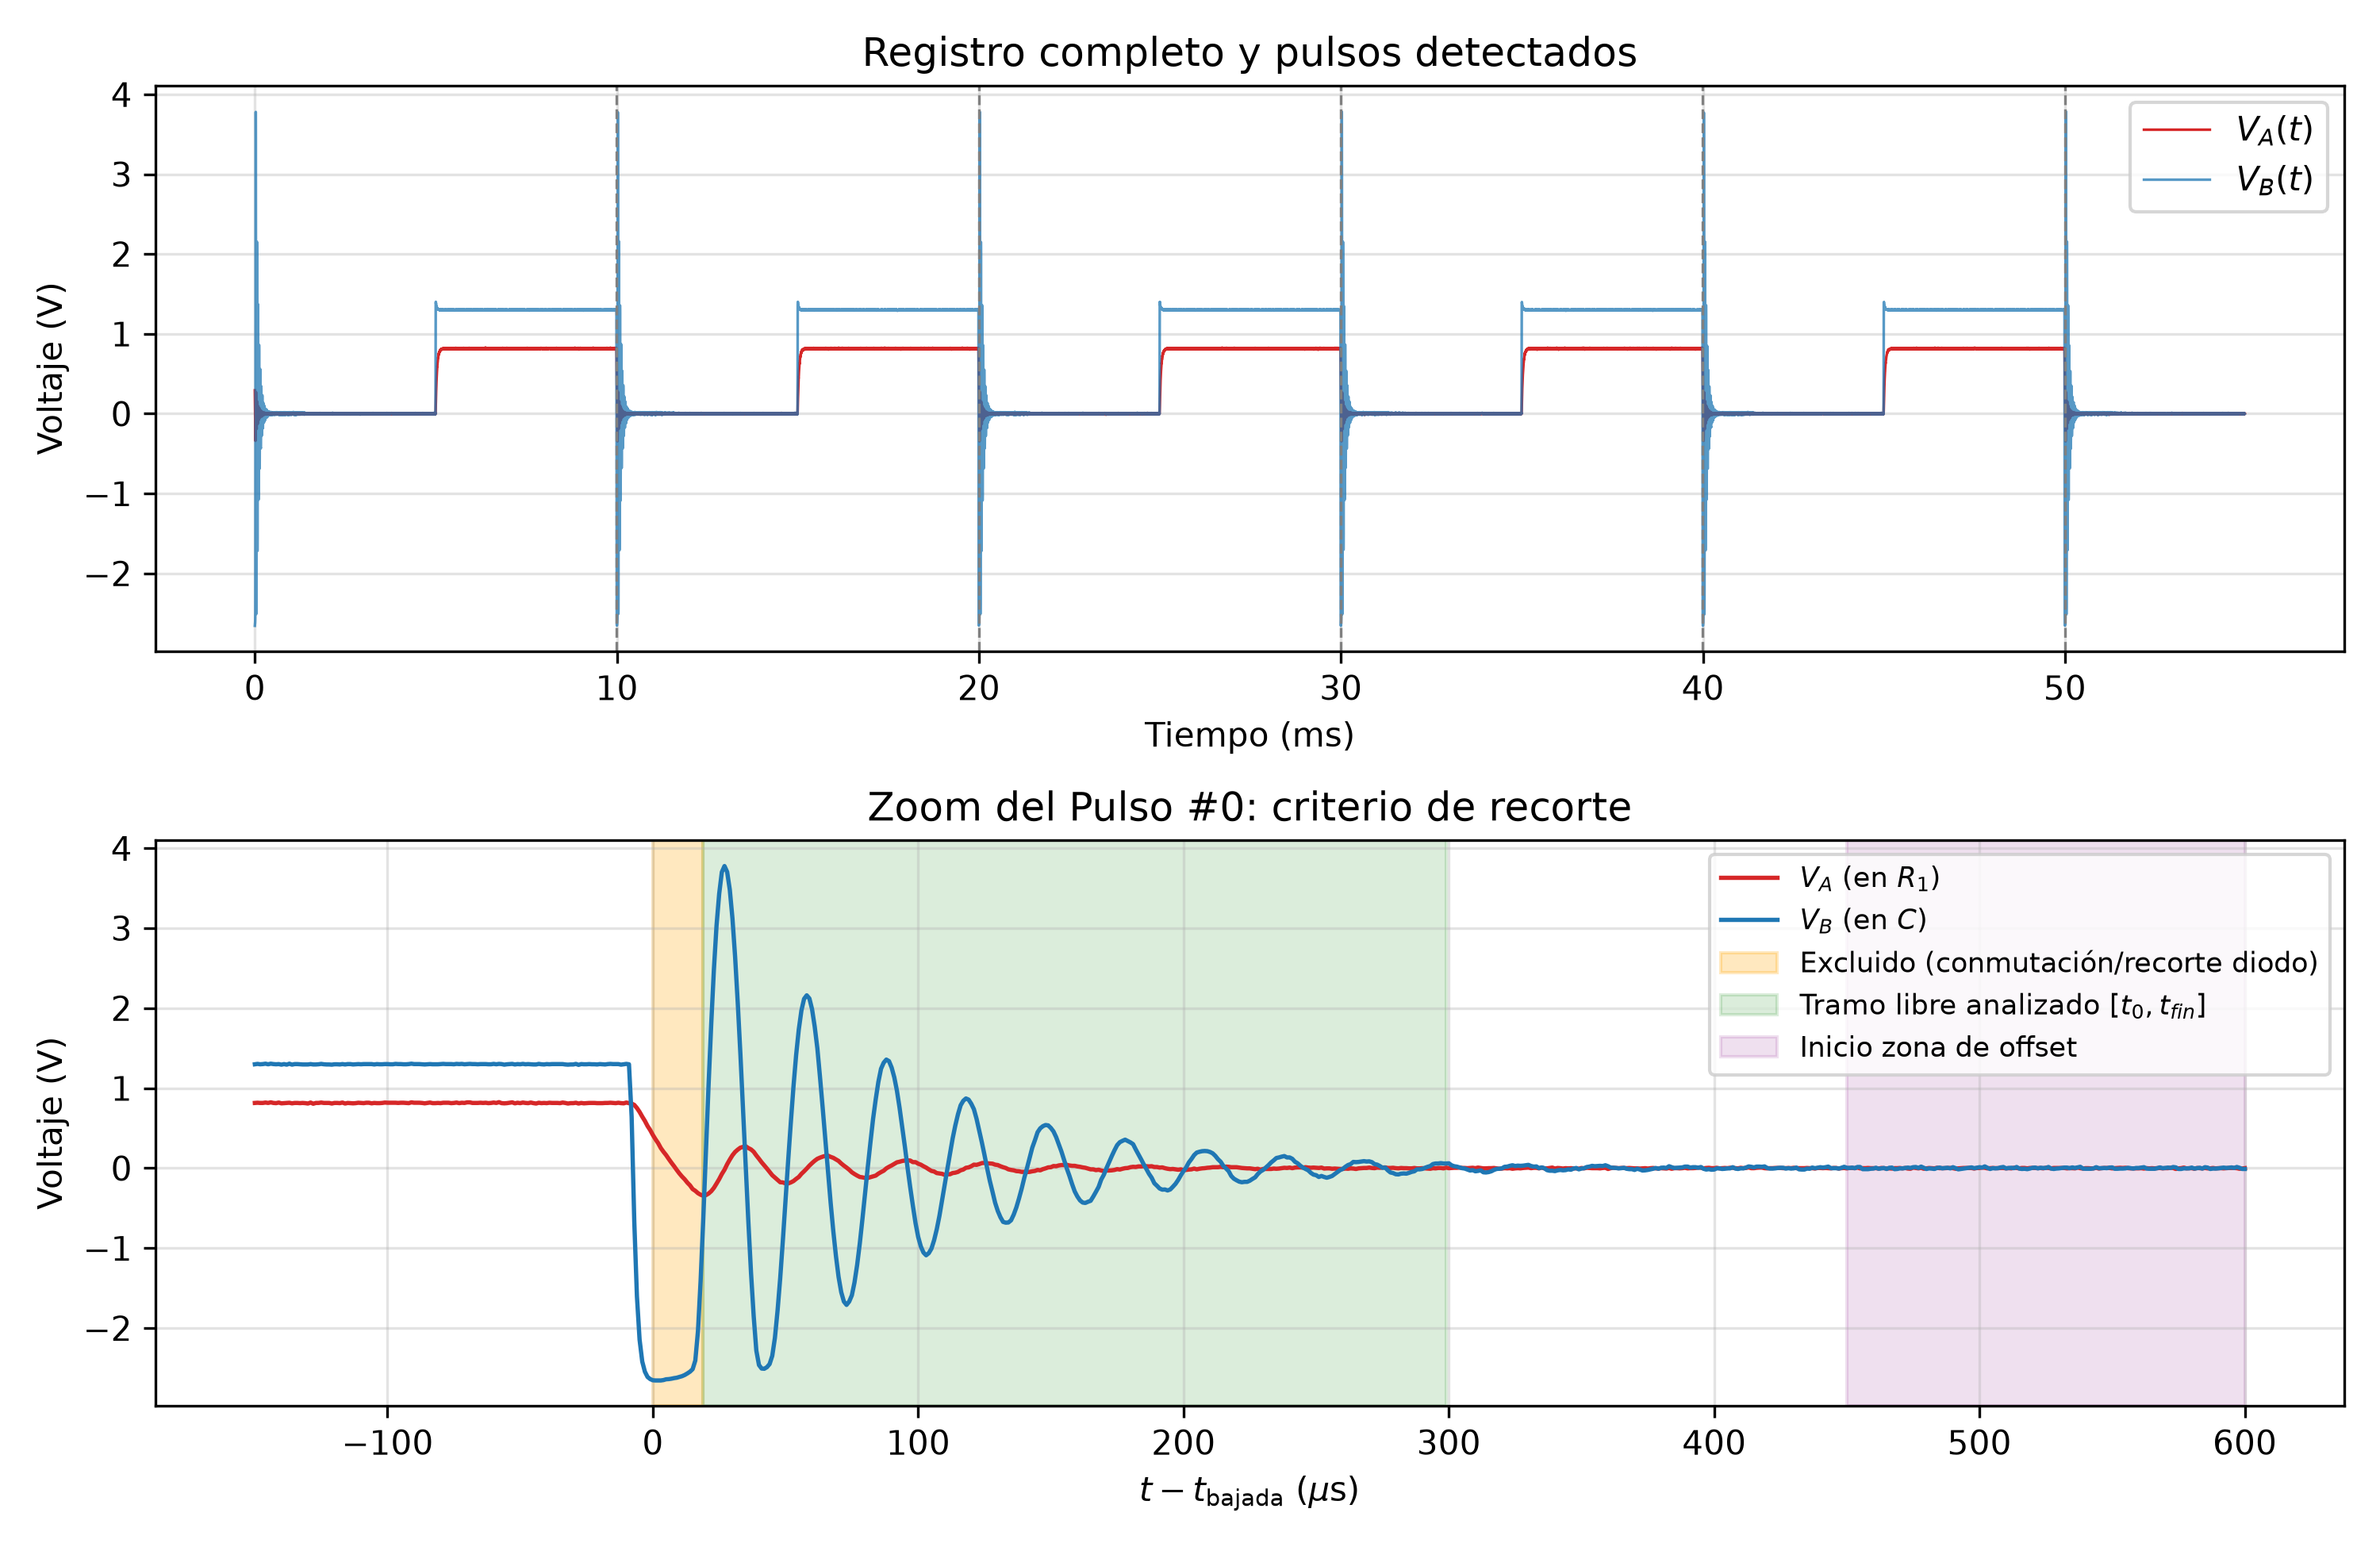 Registro completo y pulsos detectados
Voltaje (V)
4
3
2
1
0
−1
−2
V_A(t)
V_B(t)
0 10 20 30 40 50
Tiempo (ms)
Zoom del Pulso #0: criterio de recorte
Voltaje (V)
4
3
2
1
0
−1
−2
V_A (en R_1)
V_B (en C)
Excluido (conmutación/recorte diodo)
Tramo libre analizado [t_0, t_fin]
Inicio zona de offset
−100 0 100 200 300 400 500 600
t − t_bajada (μs)